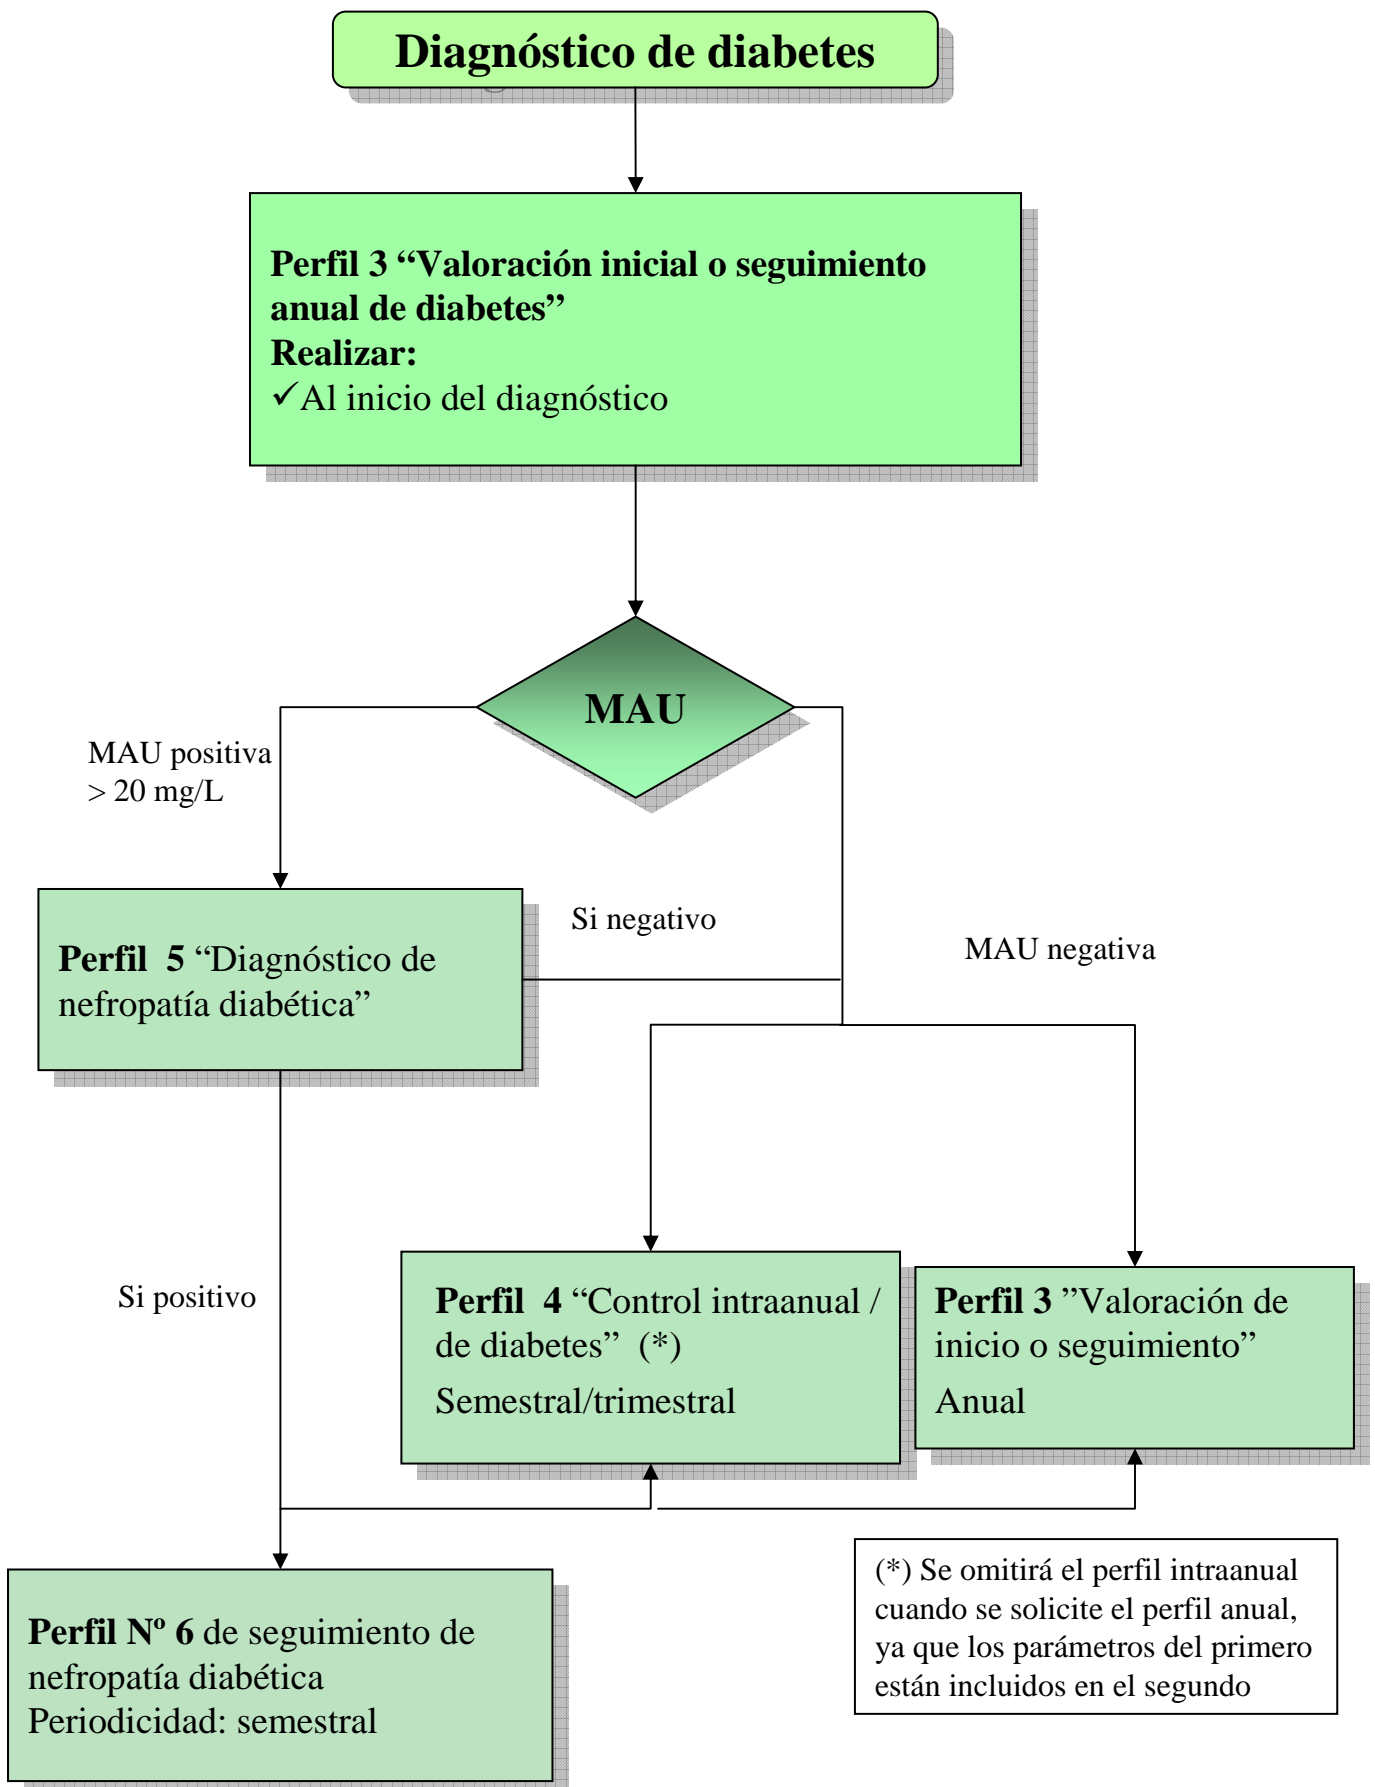 Diagnóstico de diabetes
Perfil 3 “Valoración inicial o seguimiento
anual de diabetes”
Realizar:
✓Al inicio del diagnóstico
MAU
MAU positiva
> 20 mg/L
Si negativo
MAU negativa
Perfil 5 “Diagnóstico de
nefropatía diabética”
Si positivo
Perfil 4 “Control intraanual /
de diabetes” (*)
Semestral/trimestral
Perfil 3 ”Valoración de
inicio o seguimiento”
Anual
Perfil Nº 6 de seguimiento de
nefropatía diabética
Periodicidad: semestral
(*) Se omitirá el perfil intraanual
cuando se solicite el perfil anual,
ya que los parámetros del primero
están incluidos en el segundo